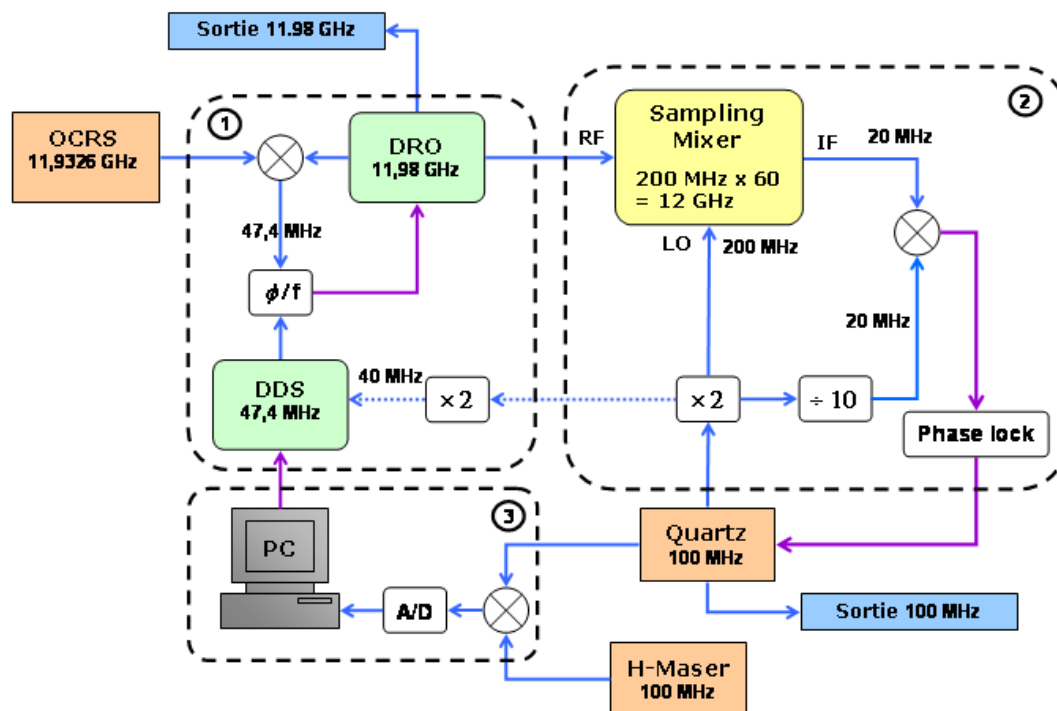 Sortie 11.98 GHz
1
2
OCRS
11,9326 GHz
DRO
11,98 GHz
RF
Sampling
Mixer
200 MHz x 60
= 12 GHz
IF
20 MHz
47,4 MHz
LO
200 MHz
ϕ/f
20 MHz
DDS
47,4 MHz
40 MHz
×2
×2
÷ 10
Phase lock
3
PC
Quartz
100 MHz
A/D
Sortie 100 MHz
H-Maser
100 MHz